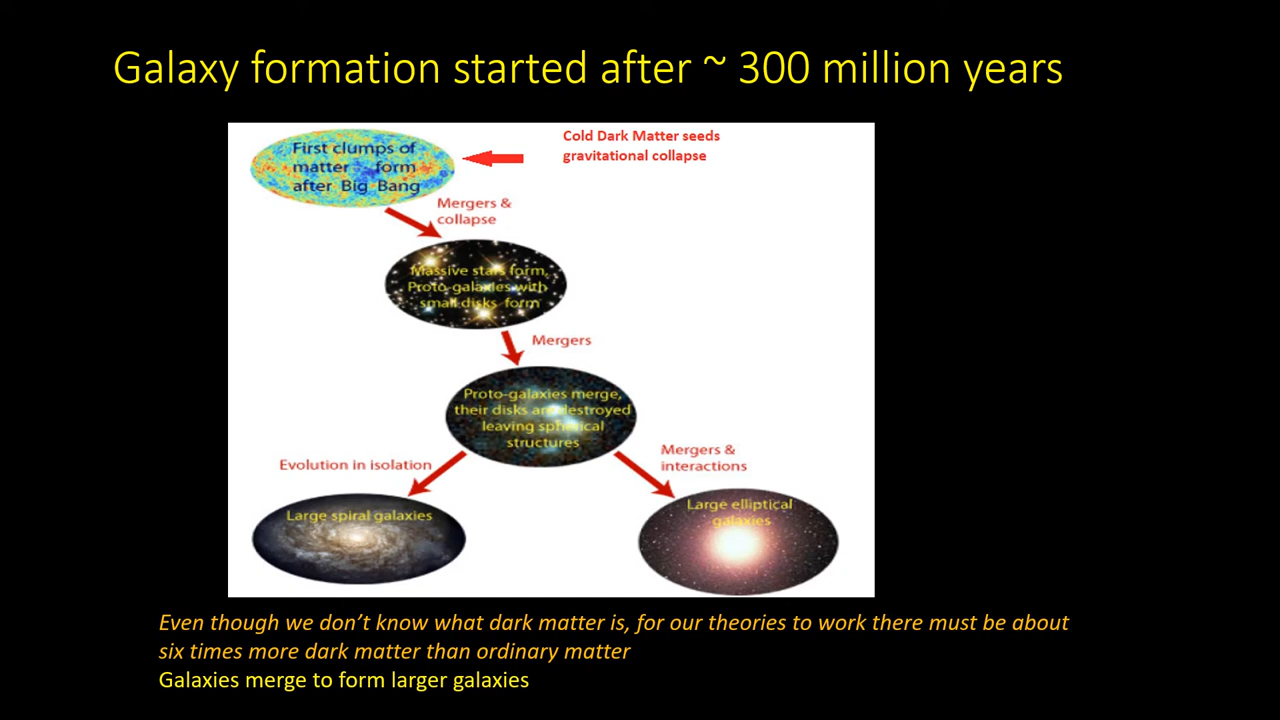 Galaxy formation started after ~ 300 million years
Cold Dark Matter seeds
gravitational collapse
First clumps of
matter form
after Big Bang
Mergers &
collapse
Massive stars form,
Proto-galaxies with
small disks form
Mergers
Proto-galaxies merge,
their disks are destroyed
leaving spherical
structures
Evolution in isolation
Mergers &
interactions
Large spiral galaxies
Large elliptical
galaxies
Even though we don’t know what dark matter is, for our theories to work there must be about
six times more dark matter than ordinary matter
Galaxies merge to form larger galaxies